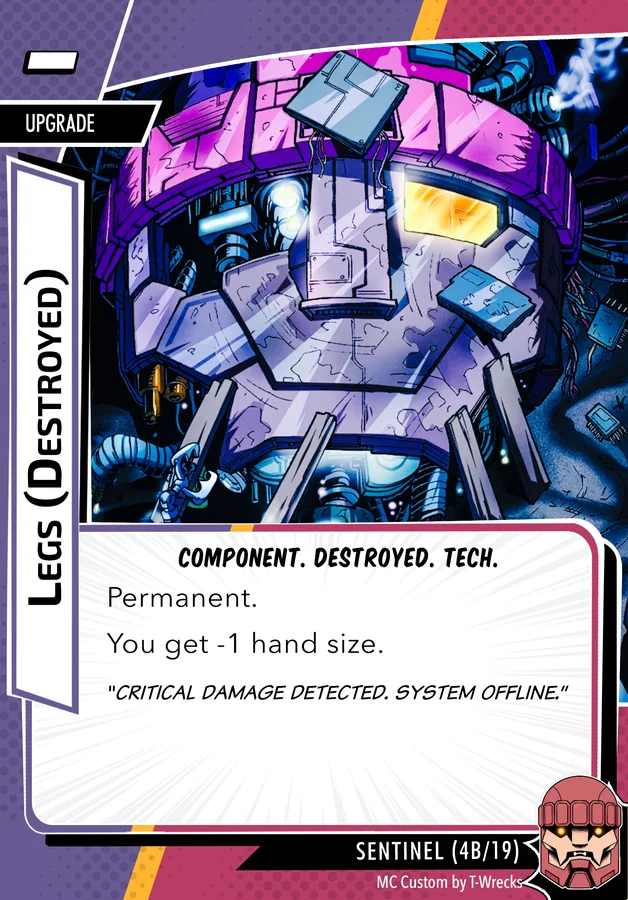 UPGRADE
LEGS (DESTROYED)
COMPONENT. DESTROYED. TECH.
Permanent.
You get -1 hand size.
"CRITICAL DAMAGE DETECTED. SYSTEM OFFLINE."
SENTINEL (4B/19)
MC Custom by T-Wrecks